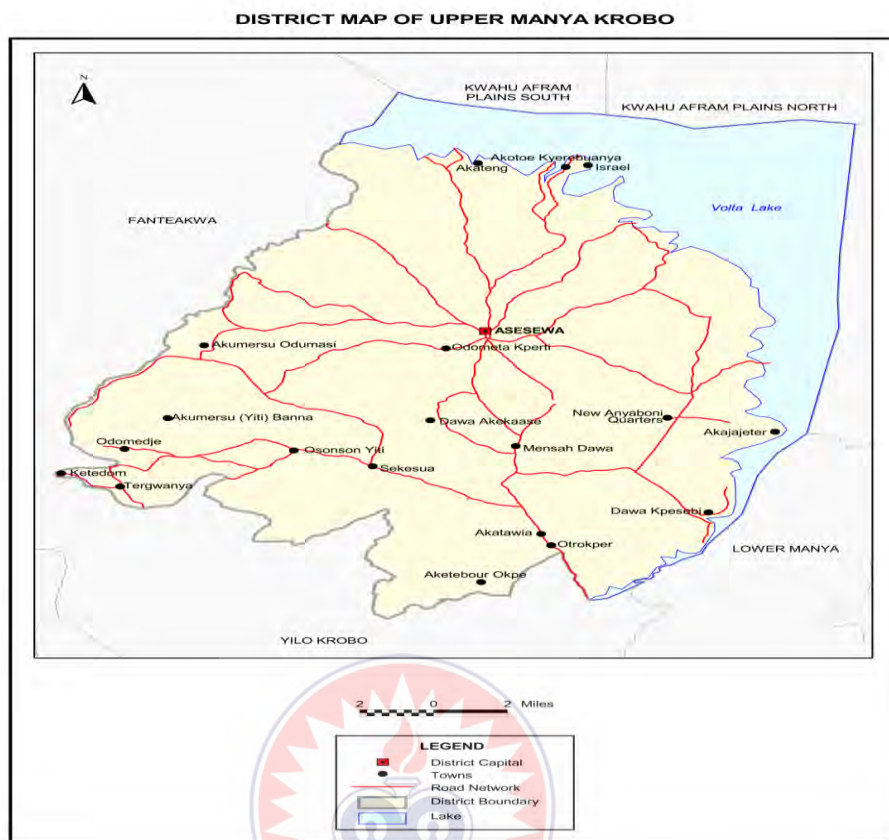 DISTRICT MAP OF UPPER MANYA KROBO
N
KWAHU AFRAM
PLAINS SOUTH
KWAHU AFRAM PLAINS NORTH
Akotoe Kyerebuanya
Akateng
Israel
Volta Lake
FANTEAKWA
ASESEWA
Akumersu Odumasi
Odometa Kperti
Akumersu (Yiti) Banna
Dawa Akokaase
New Anyaboni
Quarters
Akajajeter
Odomedje
Osonson Yiti
Mensah Dawa
Sekesua
Ketedom
Tergwanya
Dawa Kpesebi
Akatawia
Otrokper
LOWER MANYA
Aketebour Okpe
YILO KROBO
2 0 2 Miles
LEGEND
District Capital
Towns
Road Network
District Boundary
Lake